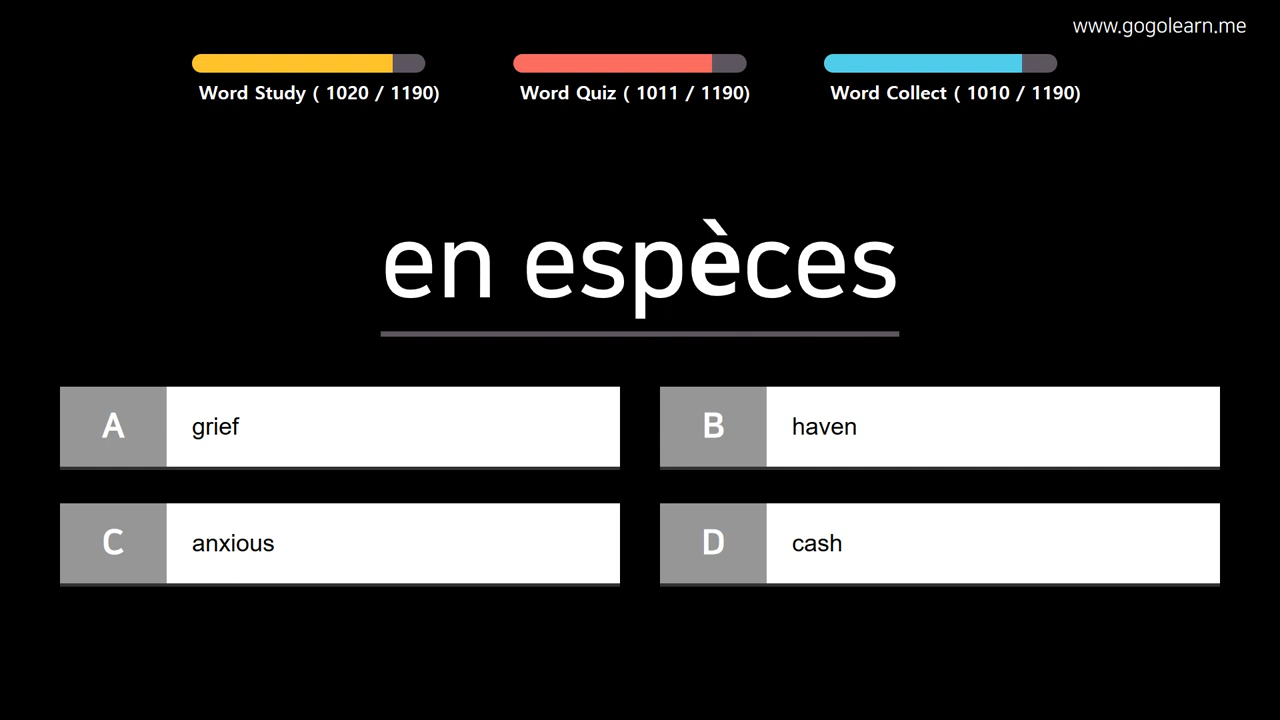 www.gogolearn.me
Word Study ( 1020 / 1190)
Word Quiz ( 1011 / 1190)
Word Collect ( 1010 / 1190)
en espèces
A grief
B haven
C anxious
D cash